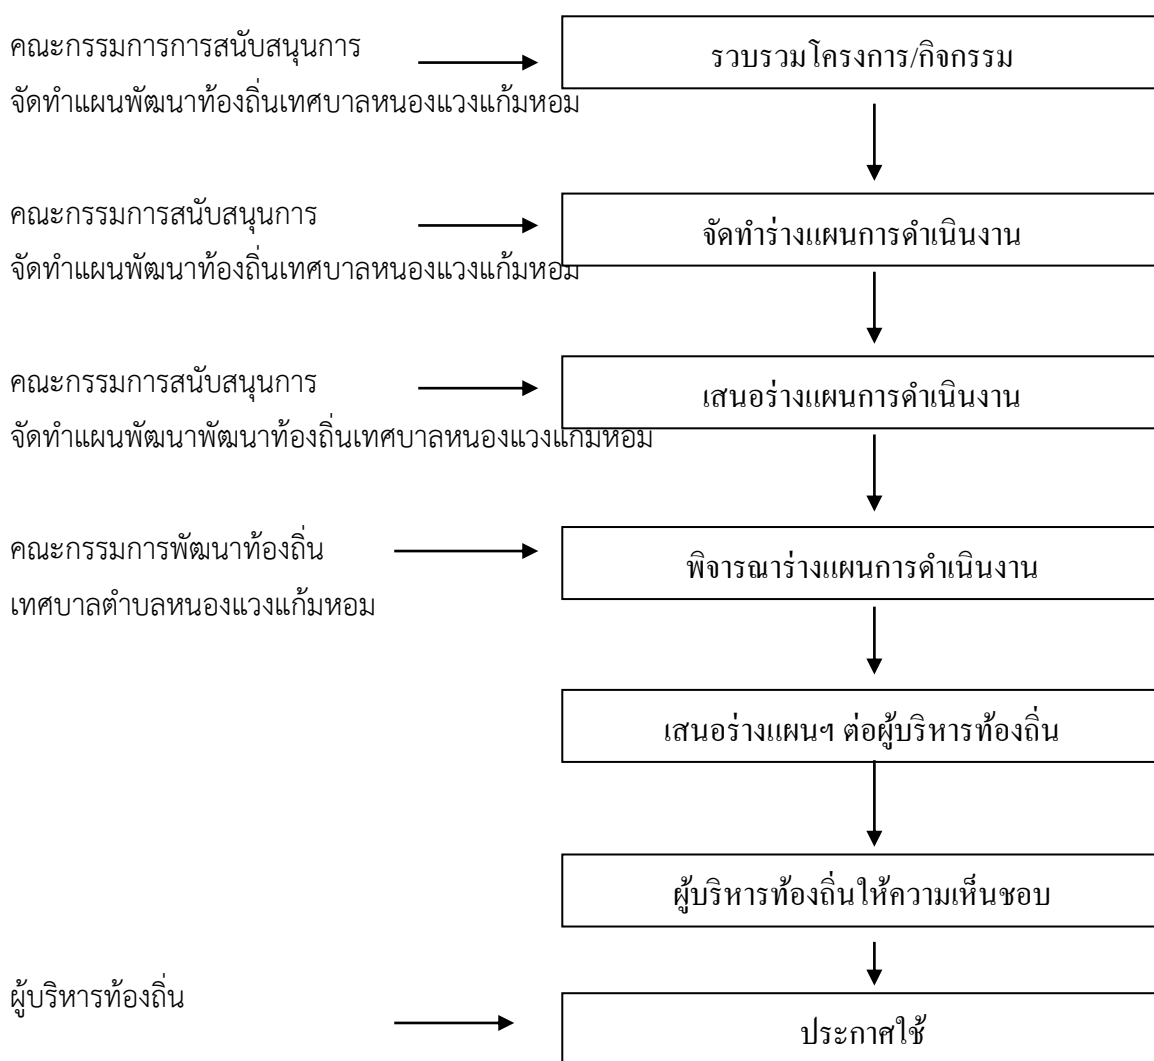 คณะกรรมการการสนับสนุนการ
จัดทำแผนพัฒนาท้องถิ่นเทศบาลหนองแวงแก้มหอม
รวบรวมโครงการ/กิจกรรม
คณะกรรมการสนับสนุนการ
จัดทำแผนพัฒนาท้องถิ่นเทศบาลหนองแวงแก้มหอม
จัดทำร่างแผนการดำเนินงาน
คณะกรรมการสนับสนุนการ
จัดทำแผนพัฒนาพัฒนาท้องถิ่นเทศบาลหนองแวงแก้มหอม
เสนอร่างแผนการดำเนินงาน
คณะกรรมการพัฒนาท้องถิ่น
เทศบาลตำบลหนองแวงแก้มหอม
พิจารณาร่างแผนการดำเนินงาน
เสนอร่างแผนฯ ต่อผู้บริหารท้องถิ่น
ผู้บริหารท้องถิ่นให้ความเห็นชอบ
ผู้บริหารท้องถิ่น
ประกาศใช้